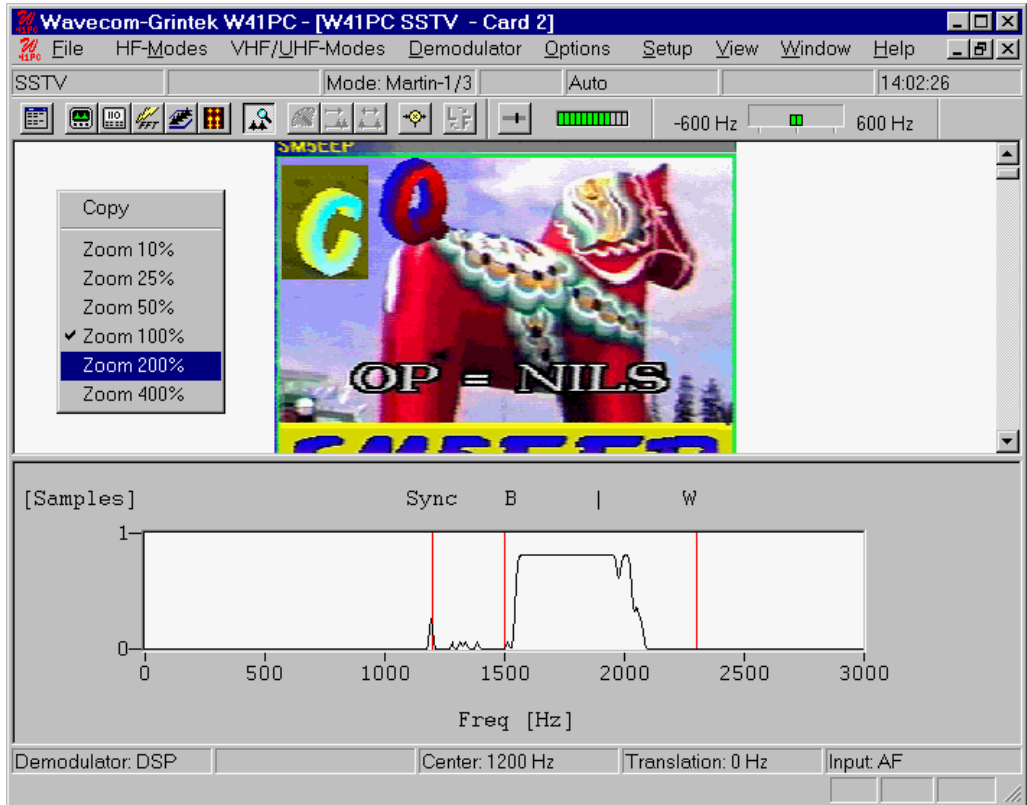 Wavecom-Grintek W41PC - [W41PC SSTV - Card 2]
File HF-Modes VHF/UHF-Modes Demodulator Options Setup View Window Help
SSTV Mode: Martin-1/3 Auto 14:02:26
-600 Hz 600 Hz
SM5EEP
CQ
Copy
Zoom 10%
Zoom 25%
Zoom 50%
Zoom 100%
Zoom 200%
Zoom 400%
OP = NILS
SM5EEP
[Samples] Sync B | W
1
0
0 500 1000 1500 2000 2500 3000
Freq [Hz]
Demodulator: DSP Center: 1200 Hz Translation: 0 Hz Input: AF